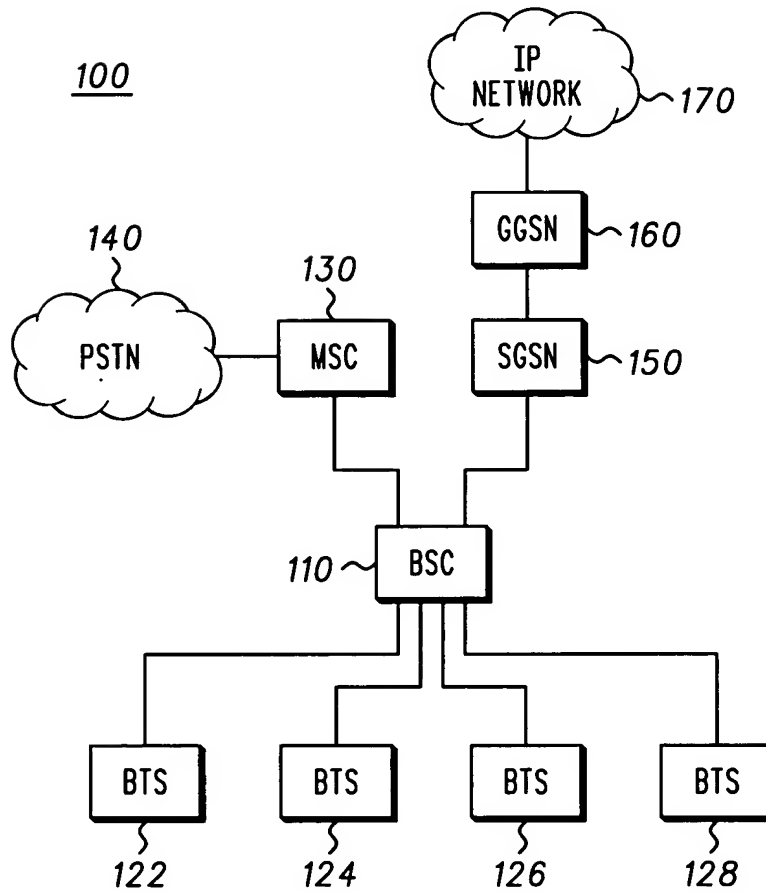 100
IP
NETWORK
170
GGSN
160
140
130
PSTN
MSC
SGSN
150
110
BSC
BTS
BTS
BTS
BTS
122
124
126
128